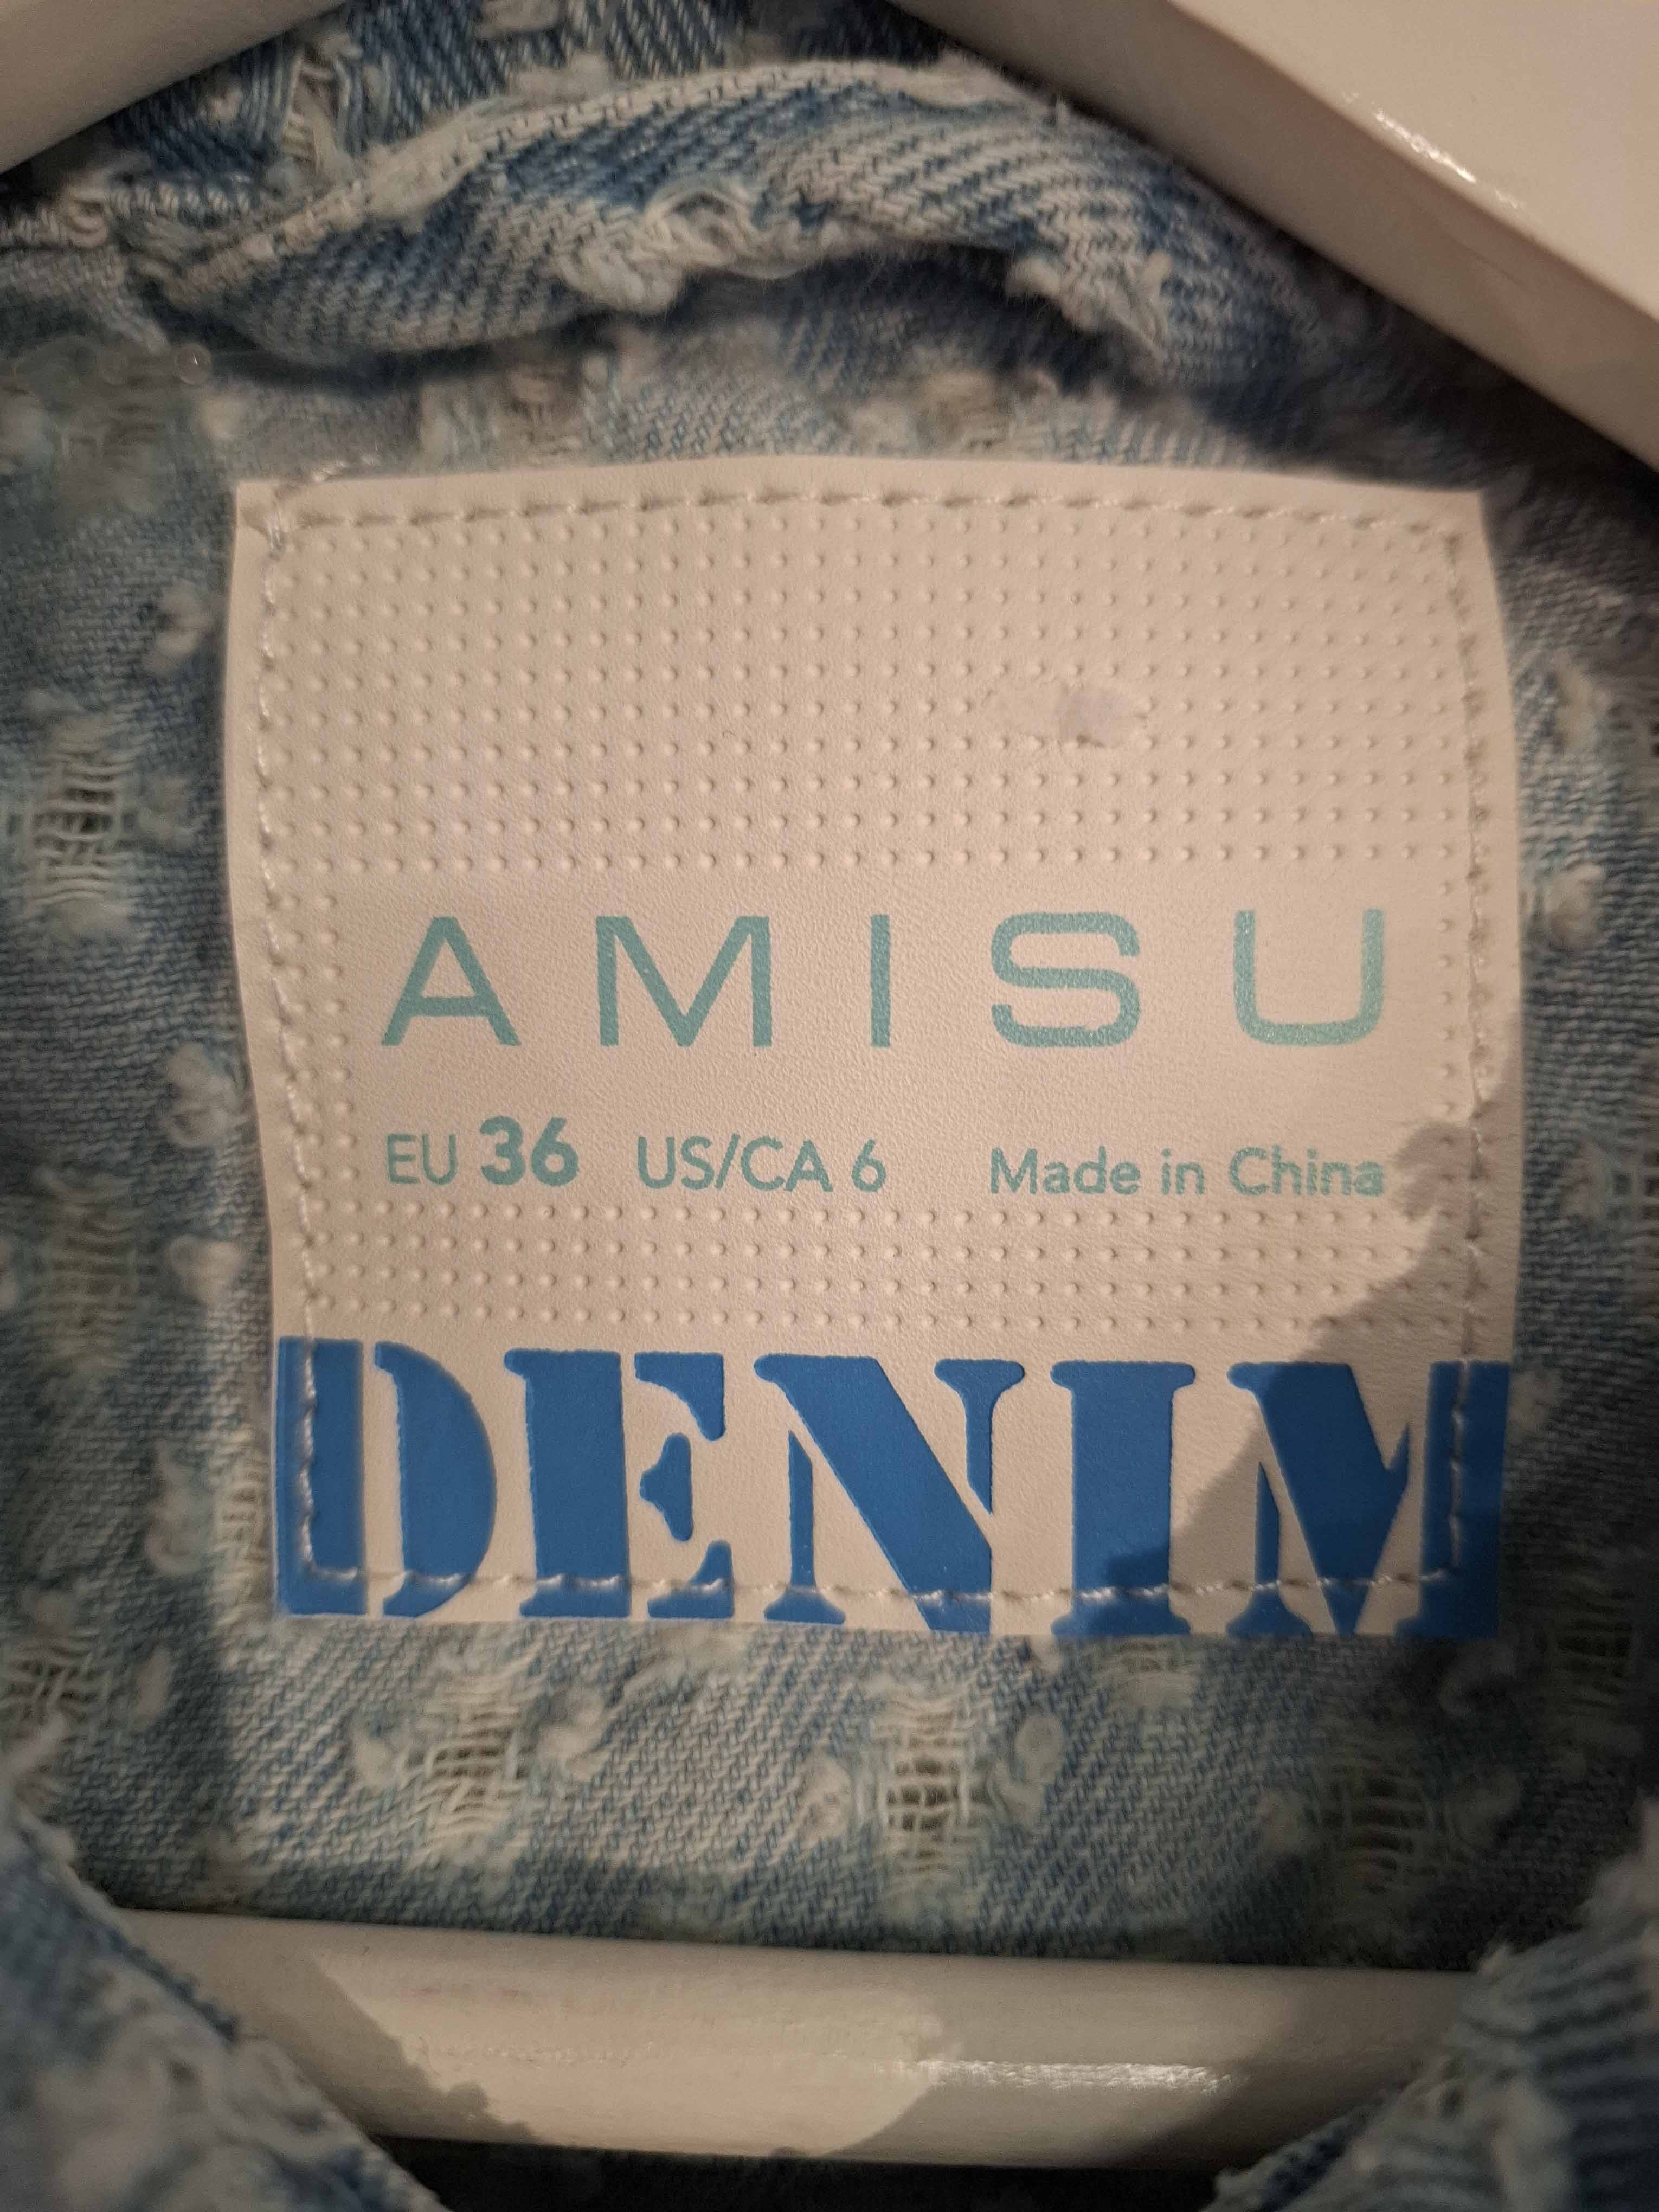 AMISU
EU 36 US/CA 6 Made in China
DENIM